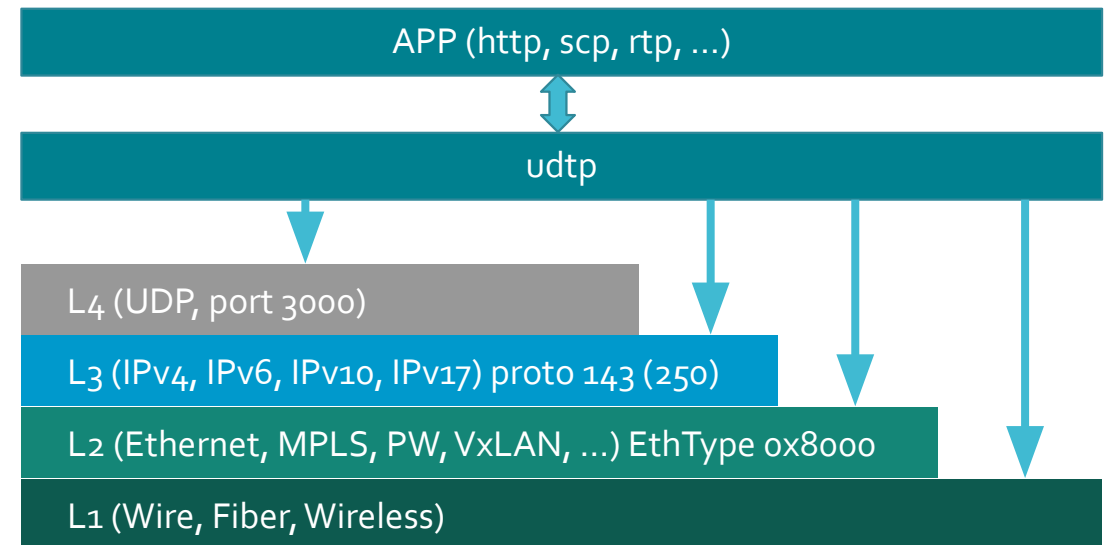 APP (http, scp, rtp, ...)
udtp
L4 (UDP, port 3000)
L3 (IPv4, IPv6, IPv10, IPv17) proto 143 (250)
L2 (Ethernet, MPLS, PW, VxLAN, ...) EthType 0x8000
L1 (Wire, Fiber, Wireless)